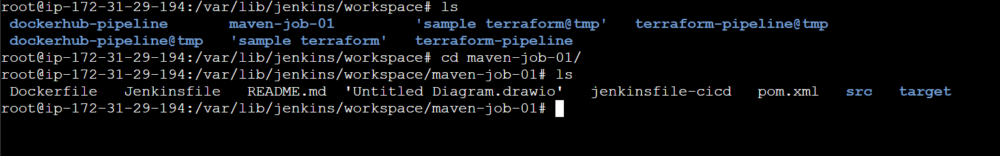 root@ip-172-31-29-194:/var/lib/jenkins/workspace# ls
dockerhub-pipeline maven-job-01 'sample terraform@tmp' terraform-pipeline@tmp
dockerhub-pipeline@tmp 'sample terraform' terraform-pipeline
root@ip-172-31-29-194:/var/lib/jenkins/workspace# cd maven-job-01/
root@ip-172-31-29-194:/var/lib/jenkins/workspace/maven-job-01# ls
Dockerfile Jenkinsfile README.md 'Untitled Diagram.drawio' jenkinsfile-cicd pom.xml src target
root@ip-172-31-29-194:/var/lib/jenkins/workspace/maven-job-01#